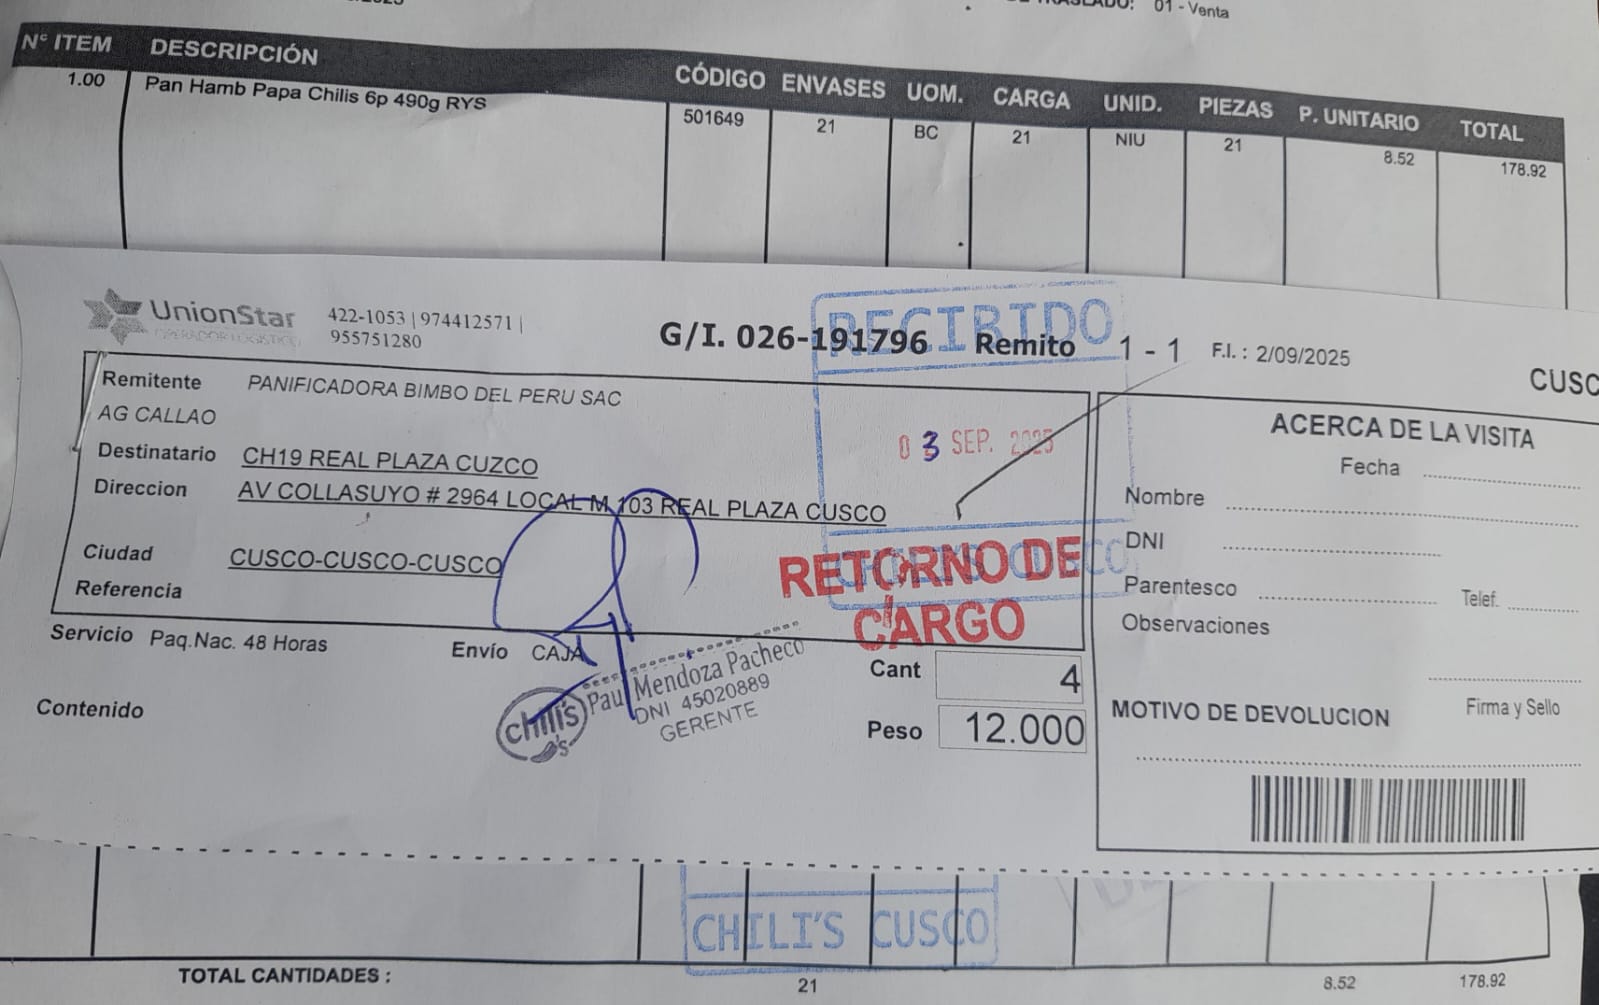 01 - Venta
N° ITEM DESCRIPCIÓN CÓDIGO ENVASES UOM. CARGA UNID. PIEZAS P. UNITARIO TOTAL
1.00 Pan Hamb Papa Chilis 6p 490g RYS 501649 21 BC 21 NIU 21 8.52 178.92
UnionStar
OPERADOR LOGISTICO
422-1053 | 974412571 |
955751280
G/I. 026-191796 Remito 1 - 1 F.I. : 2/09/2025
RECIBIDO
CUSC
Remitente PANIFICADORA BIMBO DEL PERU SAC
AG CALLAO
03 SEP. 2025
Destinatario CH19 REAL PLAZA CUZCO
Direccion AV COLLASUYO # 2964 LOCAL M 103 REAL PLAZA CUSCO
Ciudad CUSCO-CUSCO-CUSCO
Referencia
RETORNO DE
CARGO
Servicio Paq.Nac. 48 Horas Envío CAJA
Cant 4
Peso 12.000
Contenido
chili's
Paul Mendoza Pacheco
DNI 45020889
GERENTE
ACERCA DE LA VISITA
Fecha
Nombre
DNI
Parentesco Telef.
Observaciones
Firma y Sello
MOTIVO DE DEVOLUCION
CHILI'S CUSCO
TOTAL CANTIDADES : 21 8.52 178.92